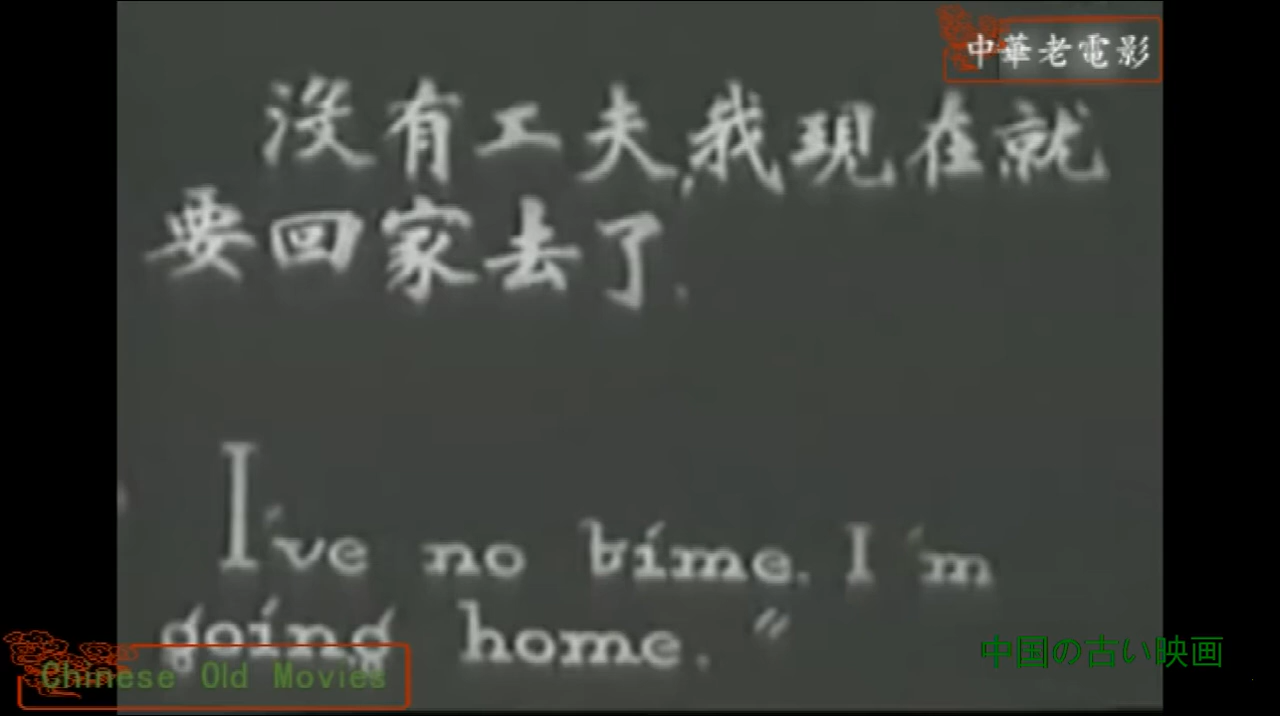 中華老電影
沒有工夫,我現在就
要回家去了.
I've no time. I'm
going home."
Chinese Old Movies
中国の古い映画